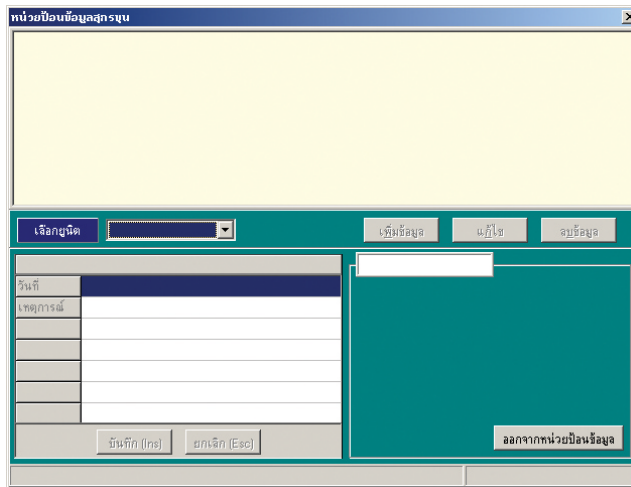 หน่วยป้อนข้อมูลสุกรขุน
เลือกยูนิต
เพิ่มข้อมูล แก้ไข ลบข้อมูล
วันที่
เหตุการณ์
บันทึก (Ins) ยกเลิก (Esc)
ออกจากหน่วยป้อนข้อมูล